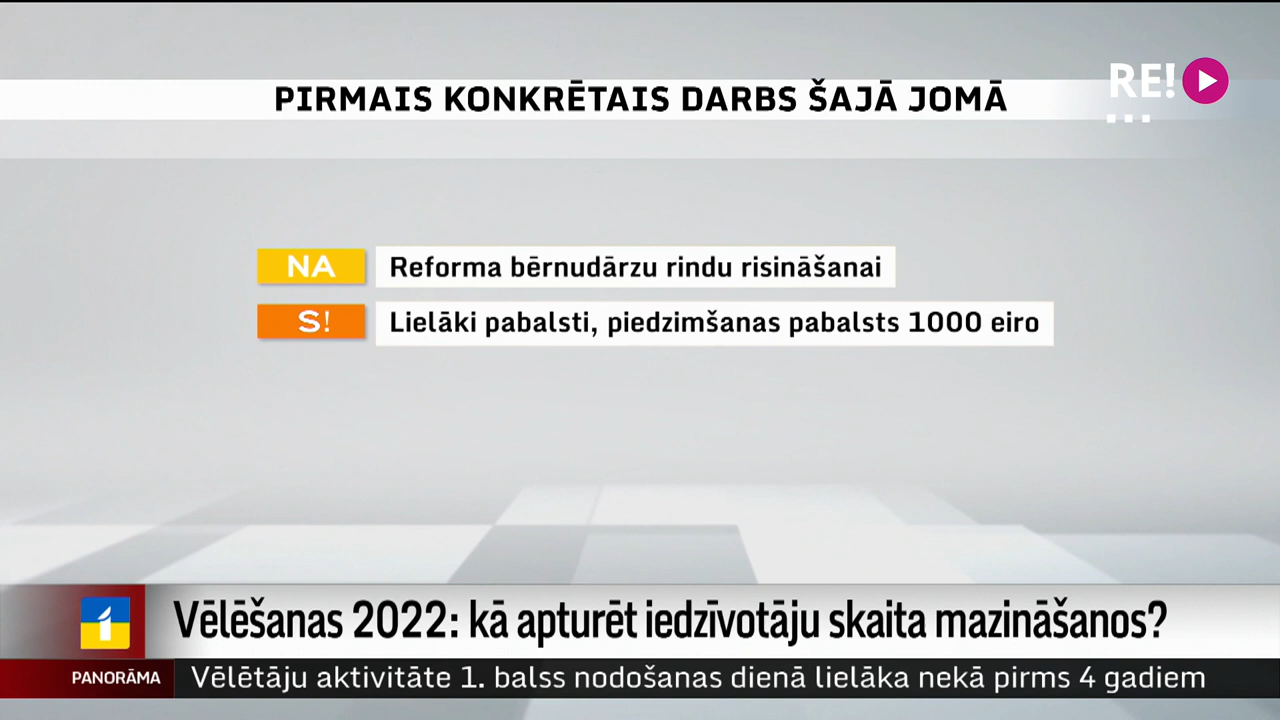 RE!
PIRMAIS KONKRĒTAIS DARBS ŠAJĀ JOMĀ
NA Reforma bērnudārzu rindu risināšanai
S! Lielāki pabalsti, piedzimšanas pabalsts 1000 eiro
1 Vēlēšanas 2022: kā apturēt iedzīvotāju skaita mazināšanos?
PANORĀMA Vēlētāju aktivitāte 1. balss nodošanas dienā lielāka nekā pirms 4 gadiem